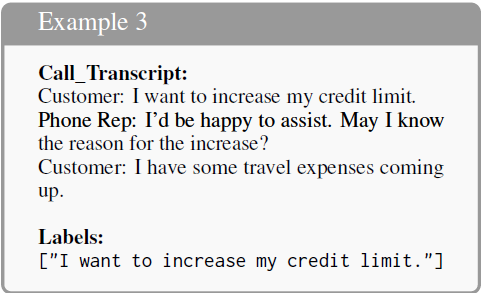 Example 3
Call_Transcript:
Customer: I want to increase my credit limit.
Phone Rep: I'd be happy to assist. May I know
the reason for the increase?
Customer: I have some travel expenses coming
up.
Labels:
["I want to increase my credit limit."]